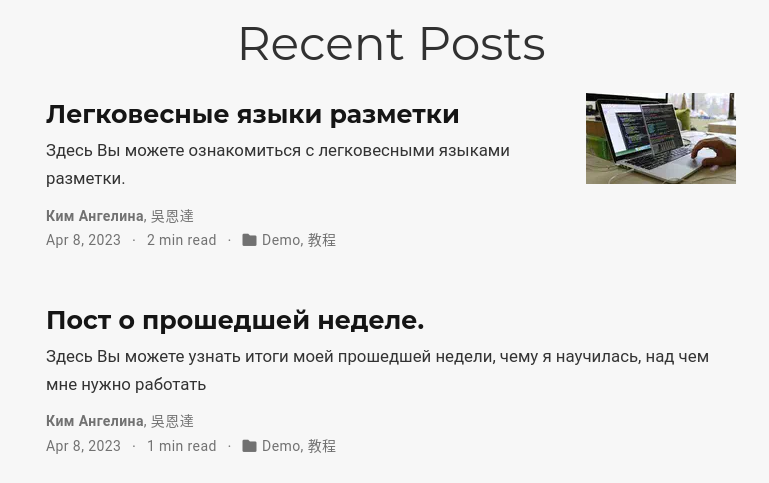 Recent Posts
Легковесные языки разметки
Здесь Вы можете ознакомиться с легковесными языками
разметки.
Ким Ангелина, 吳恩達
Apr 8, 2023 · 2 min read · Demo, 教程
Пост о прошедшей неделе.
Здесь Вы можете узнать итоги моей прошедшей недели, чему я научилась, над чем
мне нужно работать
Ким Ангелина, 吳恩達
Apr 8, 2023 · 1 min read · Demo, 教程